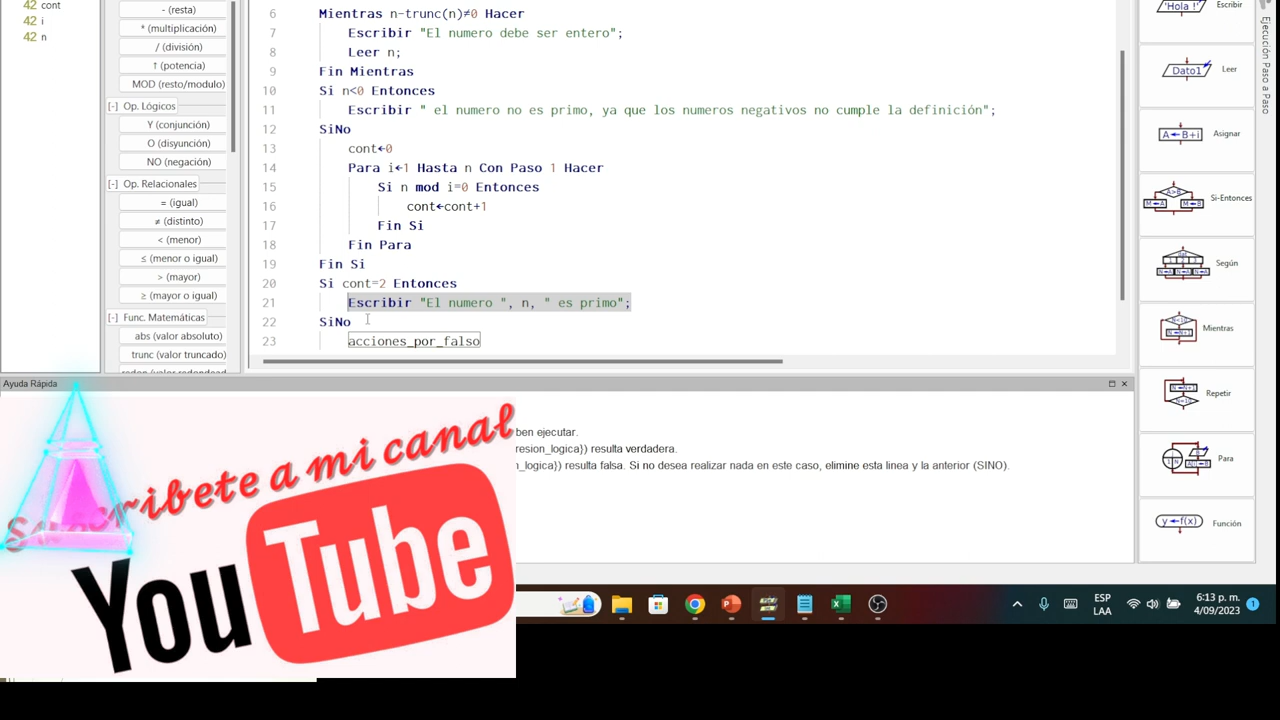 42 cont
42 i
42 n
- (resta)
* (multiplicación)
/ (división)
↑ (potencia)
MOD (resto/modulo)
[-] Op. Lógicos
Y (conjunción)
O (disyunción)
NO (negación)
[-] Op. Relacionales
= (igual)
≠ (distinto)
< (menor)
≤ (menor o igual)
> (mayor)
≥ (mayor o igual)
[-] Func. Matemáticas
abs (valor absoluto)
trunc (valor truncado)
6 Mientras n-trunc(n)≠0 Hacer
7 Escribir "El numero debe ser entero";
8 Leer n;
9 Fin Mientras
10 Si n<0 Entonces
11 Escribir " el numero no es primo, ya que los numeros negativos no cumple la definición";
12 SiNo
13 cont←0
14 Para i←1 Hasta n Con Paso 1 Hacer
15 Si n mod i=0 Entonces
16 cont←cont+1
17 Fin Si
18 Fin Para
19 Fin Si
20 Si cont=2 Entonces
21 Escribir "El numero ", n, " es primo";
22 SiNo
23 acciones_por_falso
'Hola !' Escribir
Dato1 Leer
A←B+i Asignar
Si-Entonces
Según
Mientras
Repetir
Para
y←f(x) Función
Ejecución Paso a Paso
Ayuda Rápida
ben ejecutar.
resion_logica}) resulta verdadera.
n_logica}) resulta falsa. Si no desea realizar nada en este caso, elimine esta linea y la anterior (SINO).
Suscribete a mi canal
YouTube
ESP
LAA
6:13 p. m.
4/09/2023
1